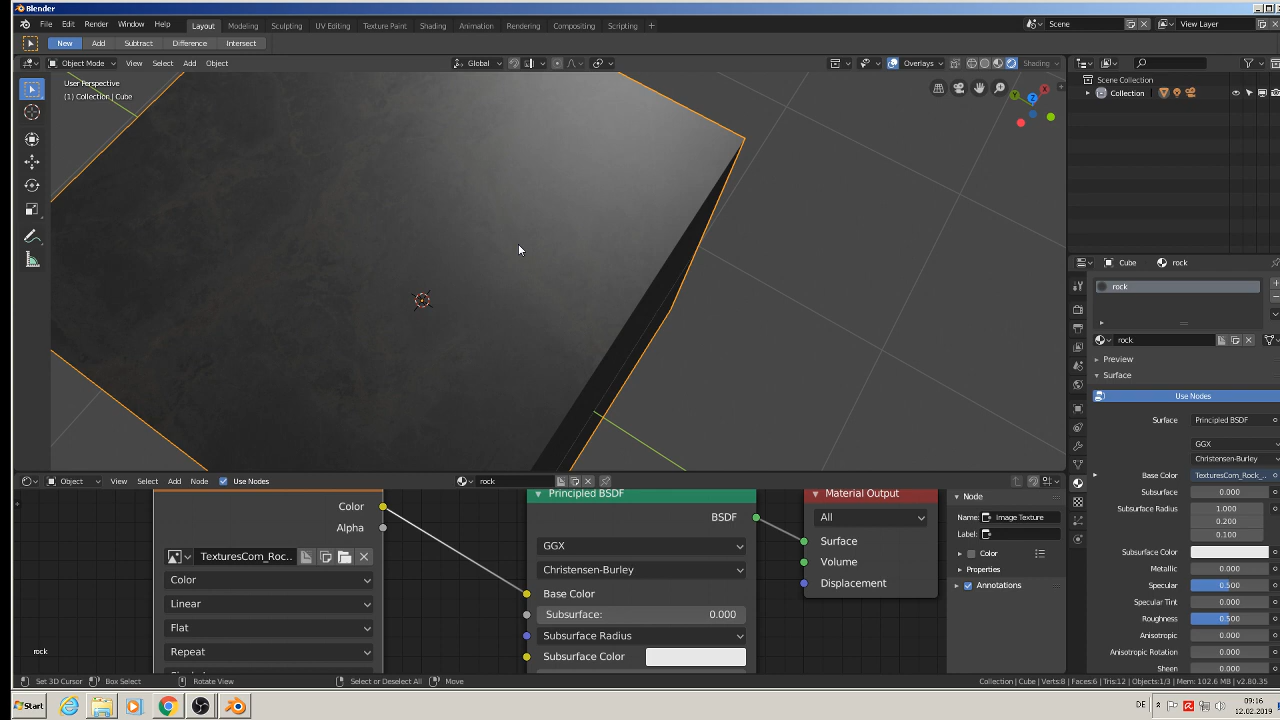 Blender
File Edit Render Window Help Layout Modeling Sculpting UV Editing Texture Paint Shading Animation Rendering Compositing Scripting + Scene View Layer
New Add Subtract Difference Intersect
Object Mode View Select Add Object Global Overlays Shading
User Perspective
(1) Collection | Cube
Y Z X
Scene Collection
Collection
Cube rock
rock
rock
Preview
Surface
Use Nodes
Surface Principled BSDF
GGX
Christensen-Burley
Base Color TexturesCom_Rock_...
Subsurface 0.000
Subsurface Radius 1.000
0.200
0.100
Subsurface Color
Metallic 0.000
Specular 0.500
Specular Tint 0.000
Roughness 0.500
Anisotropic 0.000
Anisotropic Rotation 0.000
Sheen 0.000
Object View Select Add Node Use Nodes rock
Color
Alpha
TexturesCom_Roc..
Color
Linear
Flat
Repeat
Principled BSDF
BSDF
GGX
Christensen-Burley
Base Color
Subsurface: 0.000
Subsurface Radius
Subsurface Color
Material Output
All
Surface
Volume
Displacement
Node
Name: Image Texture
Label:
Color
Properties
Annotations
rock
Set 3D Cursor Box Select Rotate View Select or Deselect All Move Collection | Cube | Verts:8 | Faces:6 | Tris:12 | Objects:1/3 | Mem: 102.6 MB | v2.80.35
Start DE 09:16
12.02.2019